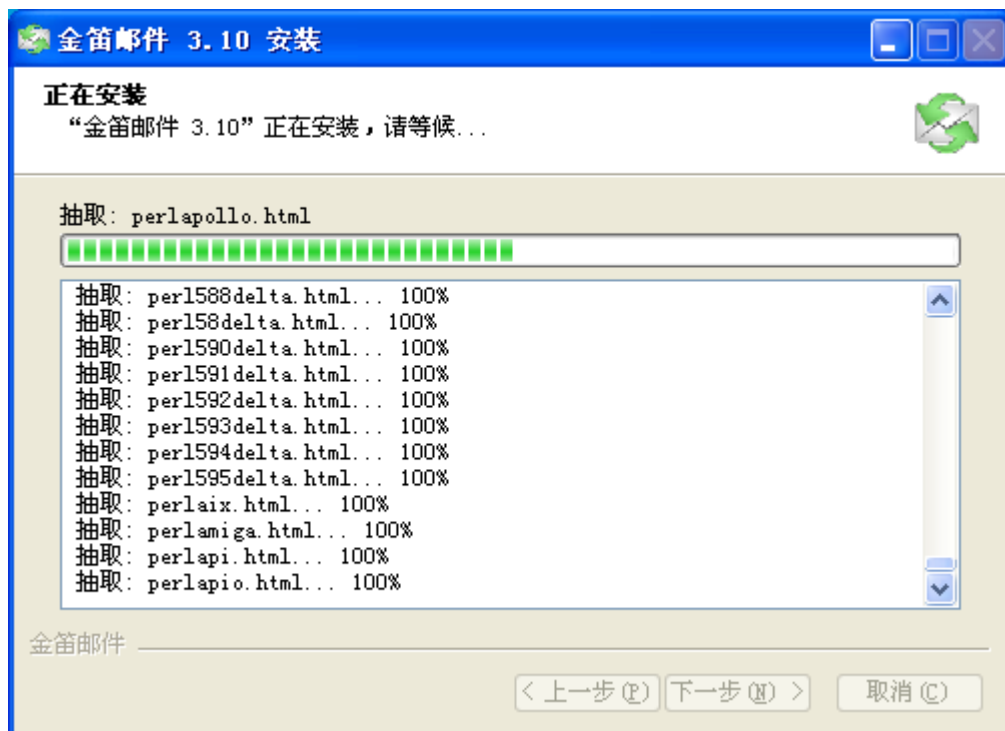 金笛邮件 3.10 安装
正在安装
“金笛邮件 3.10”正在安装，请等候...
抽取: perlapollo.html
抽取: perl588delta.html... 100%
抽取: perl58delta.html... 100%
抽取: perl590delta.html... 100%
抽取: perl591delta.html... 100%
抽取: perl592delta.html... 100%
抽取: perl593delta.html... 100%
抽取: perl594delta.html... 100%
抽取: perl595delta.html... 100%
抽取: perlaix.html... 100%
抽取: perlamiga.html... 100%
抽取: perlapi.html... 100%
抽取: perlapio.html... 100%
金笛邮件
< 上一步(P) 下一步(N) > 取消(C)